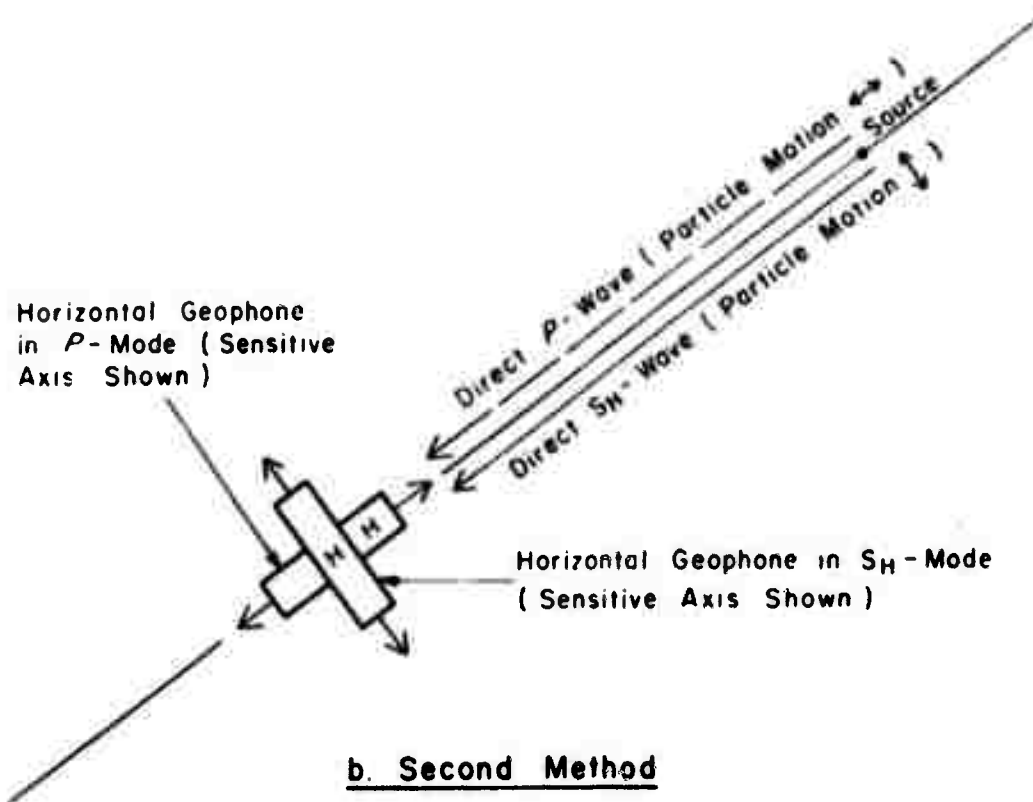 Direct P-Wave ( Particle Motion ↔ )
Source
Direct SH-Wave ( Particle Motion ↕ )
Horizontal Geophone
in P-Mode ( Sensitive
Axis Shown )
H
H
Horizontal Geophone in SH-Mode
( Sensitive Axis Shown )
b. Second Method